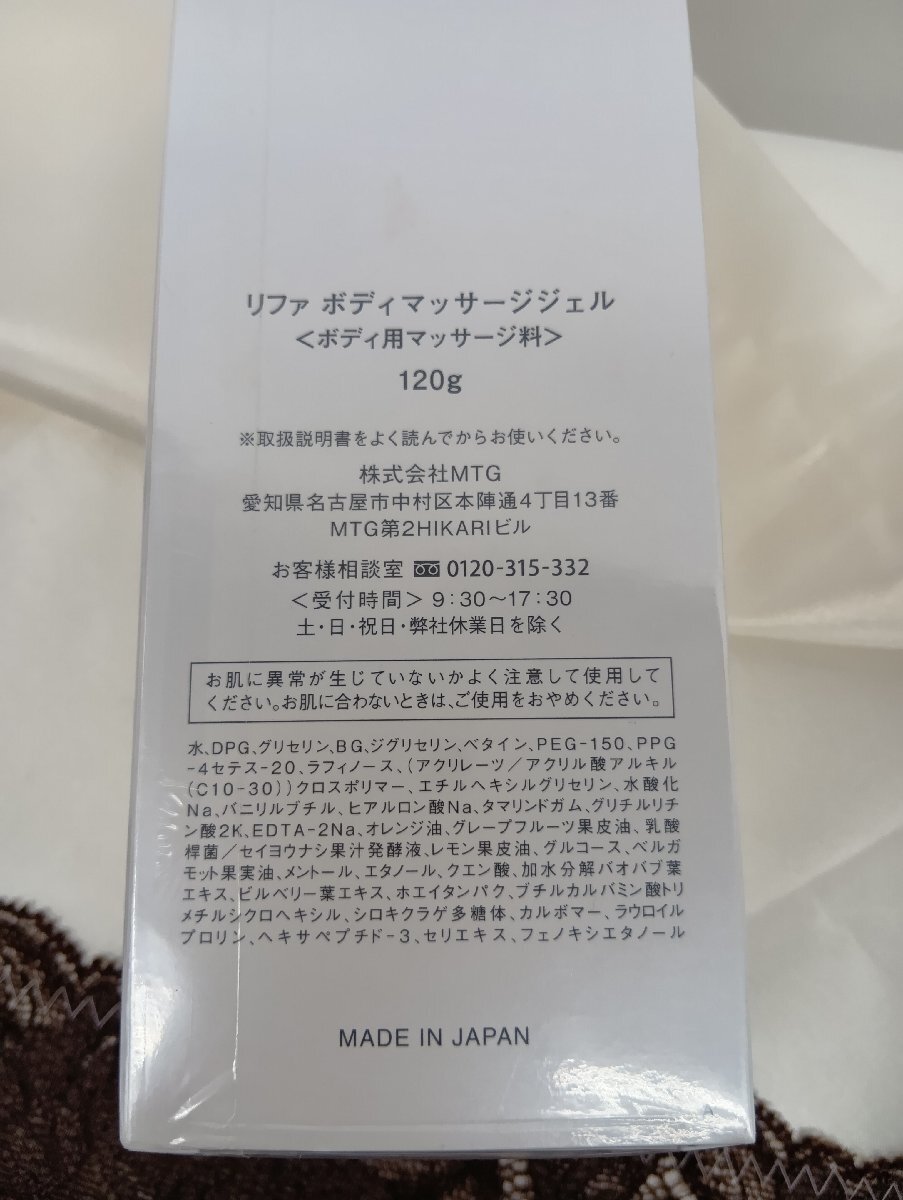 リファ ボディマッサージジェル
<ボディ用マッサージ料>
120g
※取扱説明書をよく読んでからお使いください。
株式会社MTG
愛知県名古屋市中村区本陣通4丁目13番
MTG第2HIKARIビル
お客様相談室 0120-315-332
<受付時間> 9:30〜17:30
土・日・祝日・弊社休業日を除く
お肌に異常が生じていないかよく注意して使用して
ください。お肌に合わないときは、ご使用をおやめください。
水、DPG、グリセリン、BG、ジグリセリン、ベタイン、PEG-150、PPG
-4セテス-20、ラフィノース、(アクリレーツ/アクリル酸アルキル
(C10-30))クロスポリマー、エチルヘキシルグリセリン、水酸化
Na、バニリルブチル、ヒアルロン酸Na、タマリンドガム、グリチルリチ
ン酸2K、EDTA-2Na、オレンジ油、グレープフルーツ果皮油、乳酸
桿菌/セイヨウナシ果汁発酵液、レモン果皮油、グルコース、ベルガ
モット果実油、メントール、エタノール、クエン酸、加水分解バオバブ葉
エキス、ビルベリー葉エキス、ホエイタンパク、ブチルカルバミン酸トリ
メチルシクロヘキシル、シロキクラゲ多糖体、カルボマー、ラウロイル
プロリン、ヘキサペプチド-3、セリエキス、フェノキシエタノール
MADE IN JAPAN
A